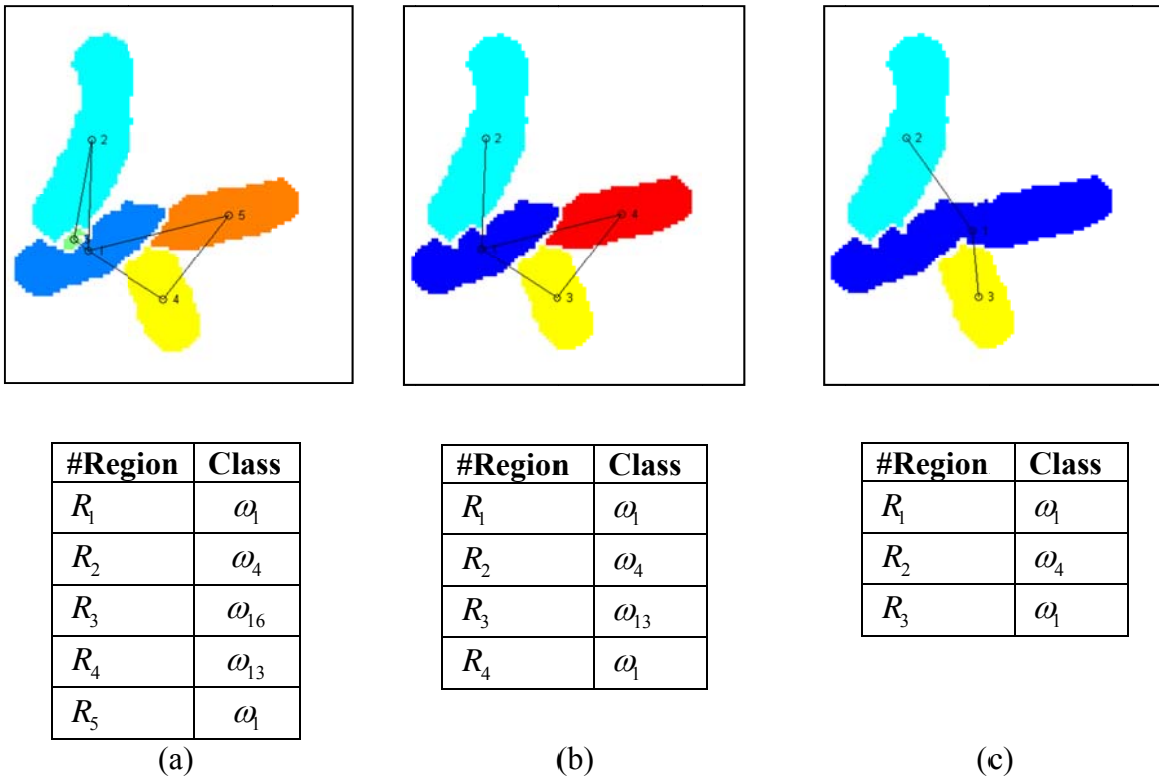 2
5
1
4
2
4
3
2
1
3
#Region Class
R₁ ω₁
R₂ ω₄
R₃ ω₁₆
R₄ ω₁₃
R₅ ω₁
(a)
#Region Class
R₁ ω₁
R₂ ω₄
R₃ ω₁₃
R₄ ω₁
(b)
#Region Class
R₁ ω₁
R₂ ω₄
R₃ ω₁
(c)